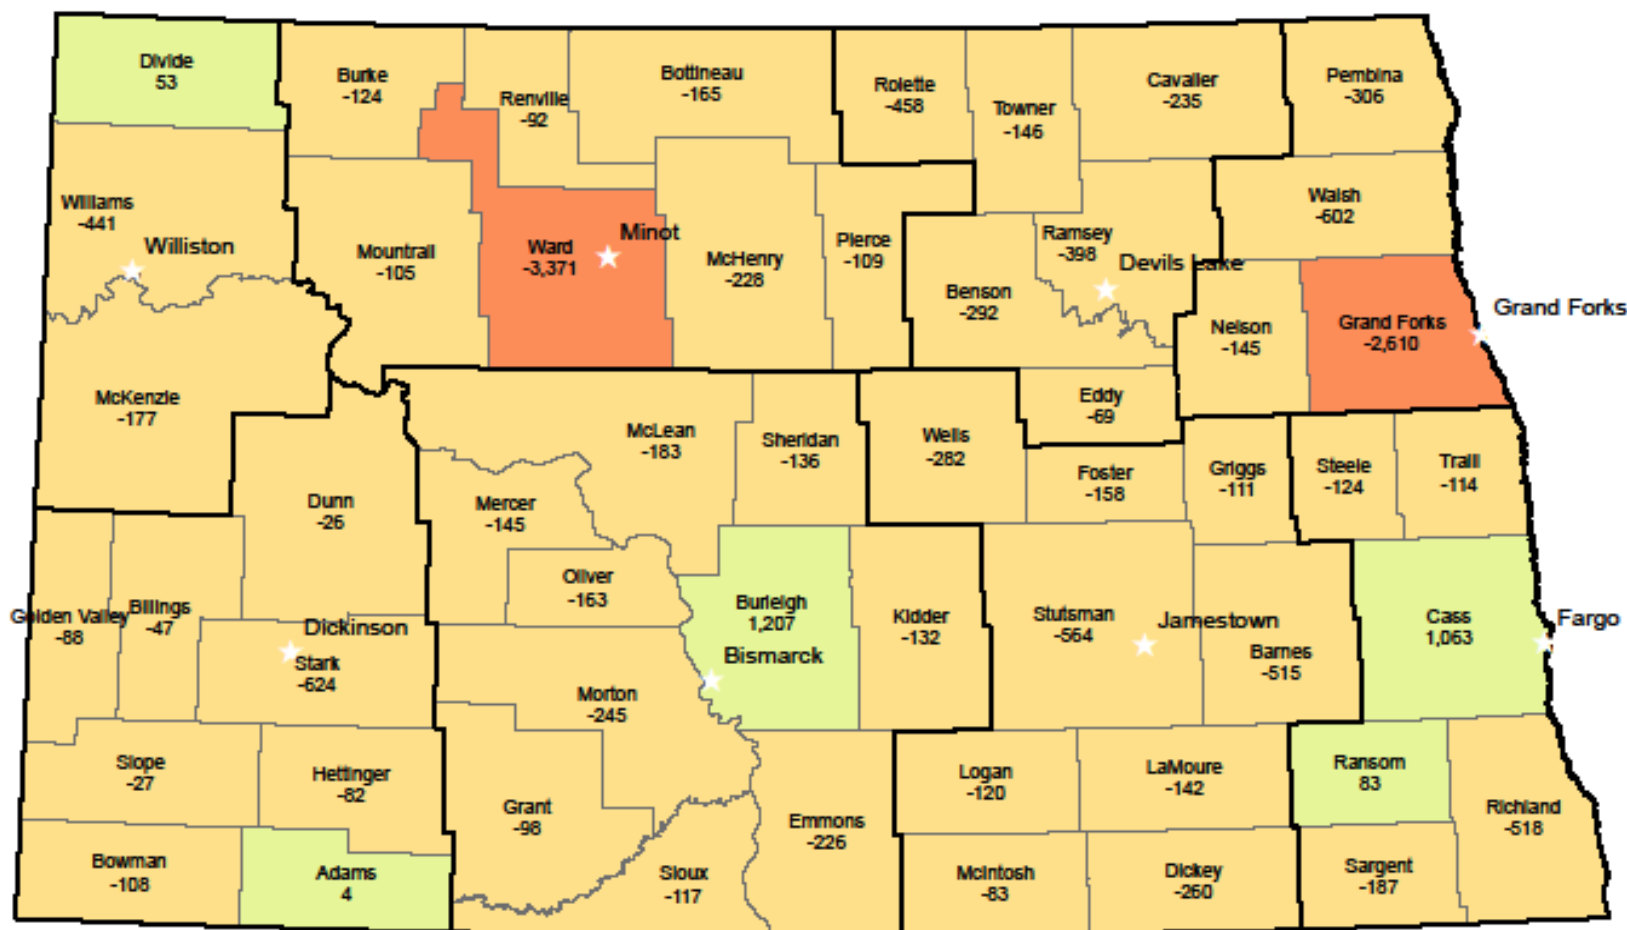 Divide
53
Burke
-124
Renville
-92
Bottineau
-165
Rolette
-458
Towner
-146
Cavalier
-235
Pembina
-306
Williams
-441
Williston
Mountrail
-105
Ward
-3,371
Minot
McHenry
-228
Pierce
-109
Benson
-292
Ramsey
-398
Devils Lake
Walsh
-602
Nelson
-145
Grand Forks
-2,610
Grand Forks
McKenzie
-177
Dunn
-26
McLean
-183
Sheridan
-136
Wells
-282
Eddy
-69
Foster
-158
Griggs
-111
Steele
-124
Traill
-114
Mercer
-145
Oliver
-163
Golden Valley
-88
Billings
-47
Dickinson
Stark
-624
Burleigh
1,207
Bismarck
Kidder
-132
Stutsman
-564
Jamestown
Barnes
-515
Cass
1,063
Fargo
Morton
-245
Slope
-27
Hettinger
-82
Grant
-98
Emmons
-226
Logan
-120
LaMoure
-142
Ransom
83
Richland
-518
Bowman
-108
Adams
4
Sioux
-117
McIntosh
-83
Dickey
-260
Sargent
-187